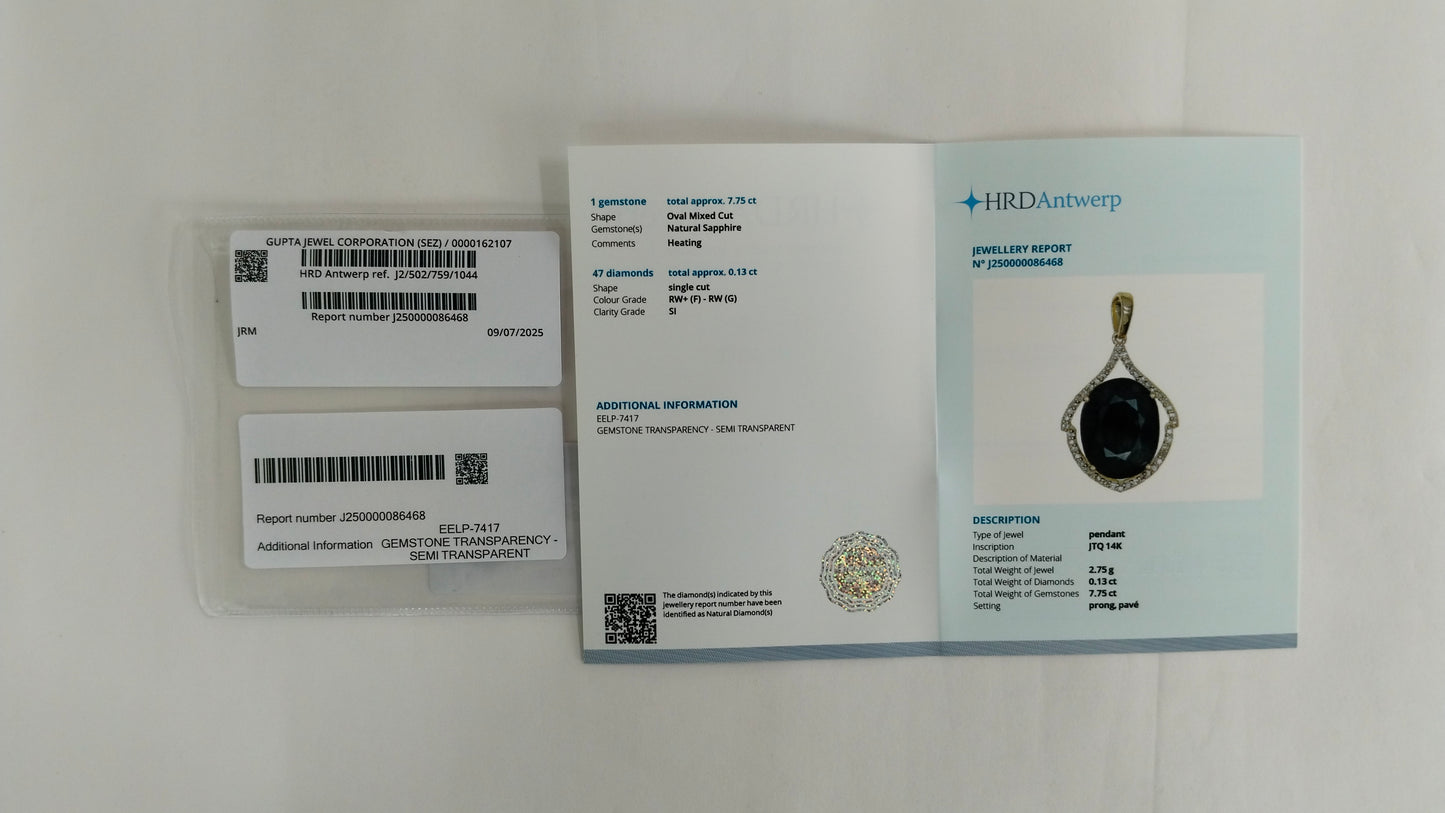 GUPTA JEWEL CORPORATION (SEZ) / 0000162107
HRD Antwerp ref. J2/502/759/1044
Report number J250000086468
JRM 09/07/2025
Report number J250000086468
EELP-7417
Additional Information GEMSTONE TRANSPARENCY -
SEMI TRANSPARENT
1 gemstone total approx. 7.75 ct
Shape Oval Mixed Cut
Gemstone(s) Natural Sapphire
Comments Heating
47 diamonds total approx. 0.13 ct
Shape single cut
Colour Grade RW+ (F) - RW (G)
Clarity Grade SI
ADDITIONAL INFORMATION
EELP-7417
GEMSTONE TRANSPARENCY - SEMI TRANSPARENT
The diamond(s) indicated by this
jewellery report number have been
identified as Natural Diamond(s)
HRDAntwerp
JEWELLERY REPORT
N° J250000086468
DESCRIPTION
Type of Jewel pendant
Inscription JTQ 14K
Description of Material
Total Weight of Jewel 2.75 g
Total Weight of Diamonds 0.13 ct
Total Weight of Gemstones 7.75 ct
Setting prong, pavé